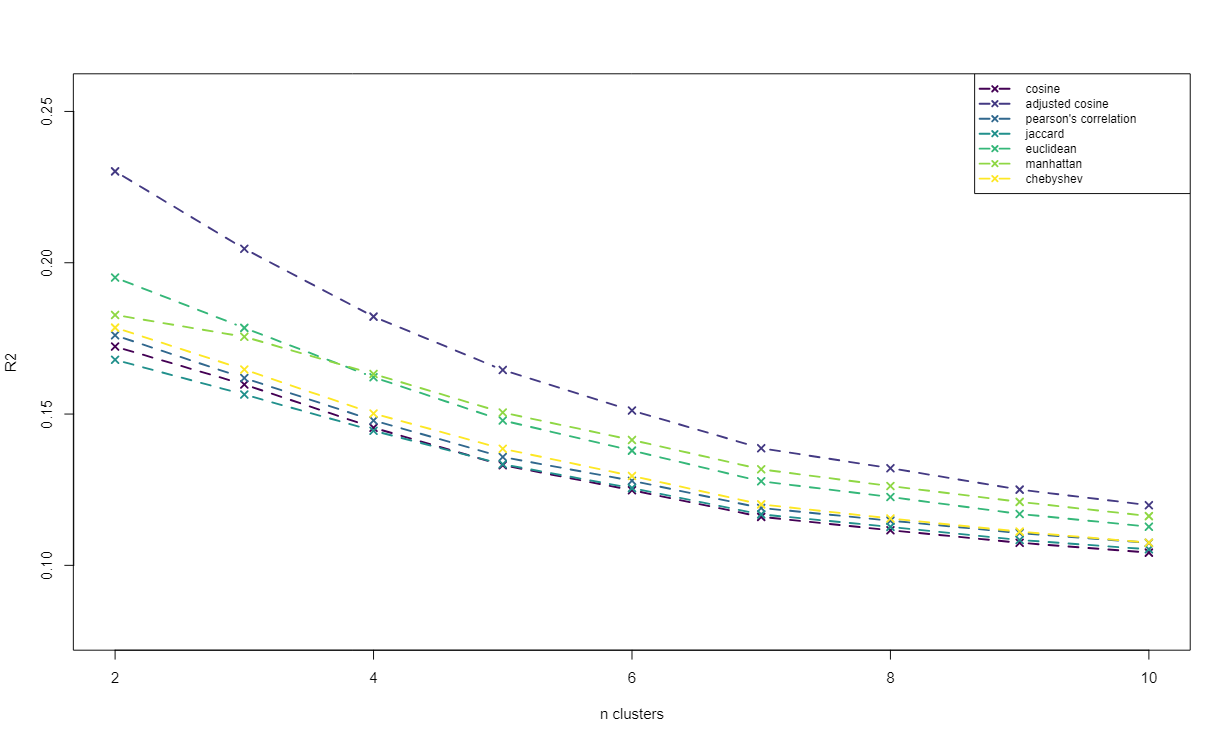 cosine
adjusted cosine
pearson's correlation
jaccard
euclidean
manhattan
chebyshev
0.25
0.20
0.15
0.10
R2
2 4 6 8 10
n clusters